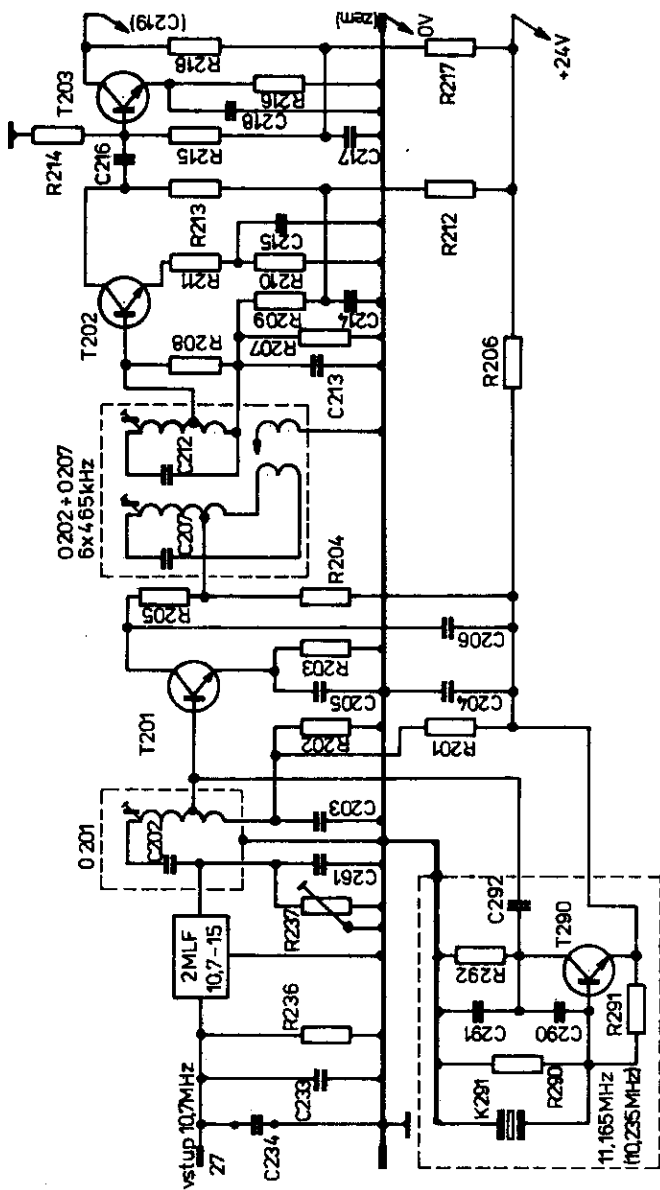 vstup 10,7MHz
27
C234
C233
R236
2MLF
10,7-15
R237
C261
O201
C202
C203
T201
R202
C205
R203
R201
C204
C206
R205
R204
O202÷O207
6x465kHz
C207
C212
T202
R208
C213
R207
R209
C214
R210
R211
C215
R213
R212
R206
R214
C216
T203
R215
C217
C218
R216
R218
(C219)
(zem)
0V
R217
+24V
K291
R290
C291
C290
R292
C292
T290
R291
11,165MHz
(10,235MHz)